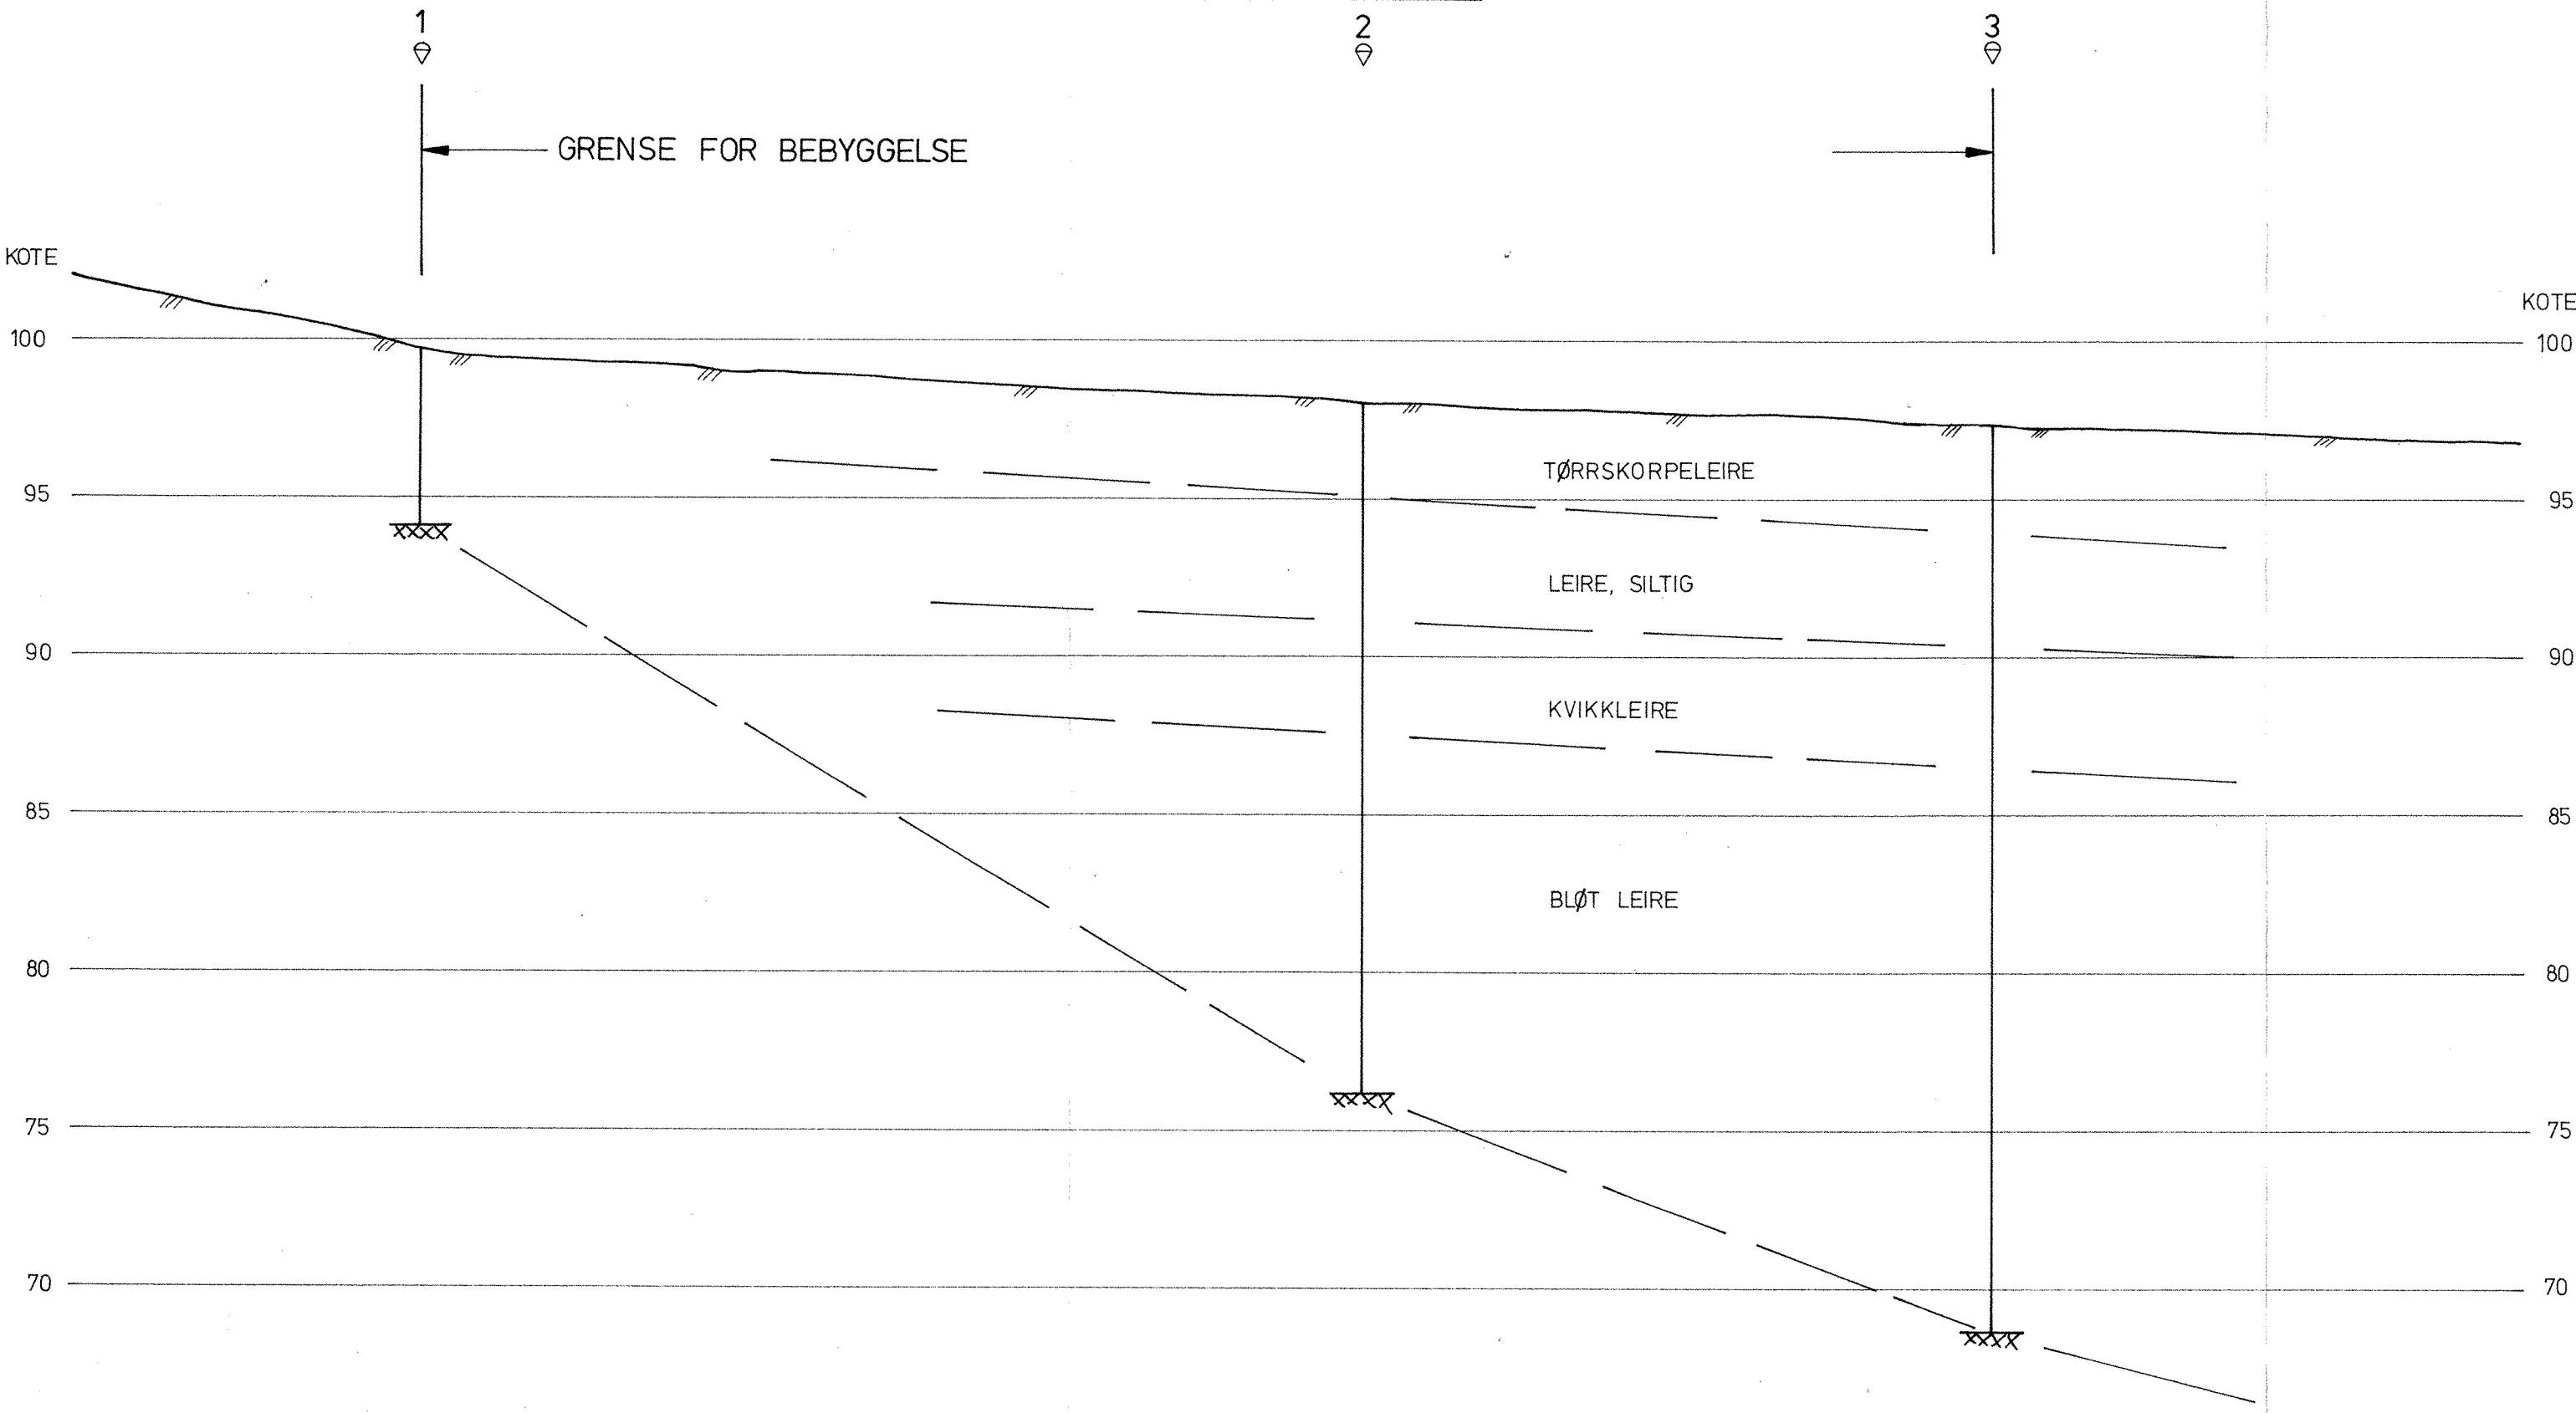 1 2 3
GRENSE FOR BEBYGGELSE
KOTE
KOTE
100 100
TØRRSKORPELEIRE
95 95
LEIRE, SILTIG
90 90
KVIKKLEIRE
85 85
BLØT LEIRE
80 80
75 75
70 70